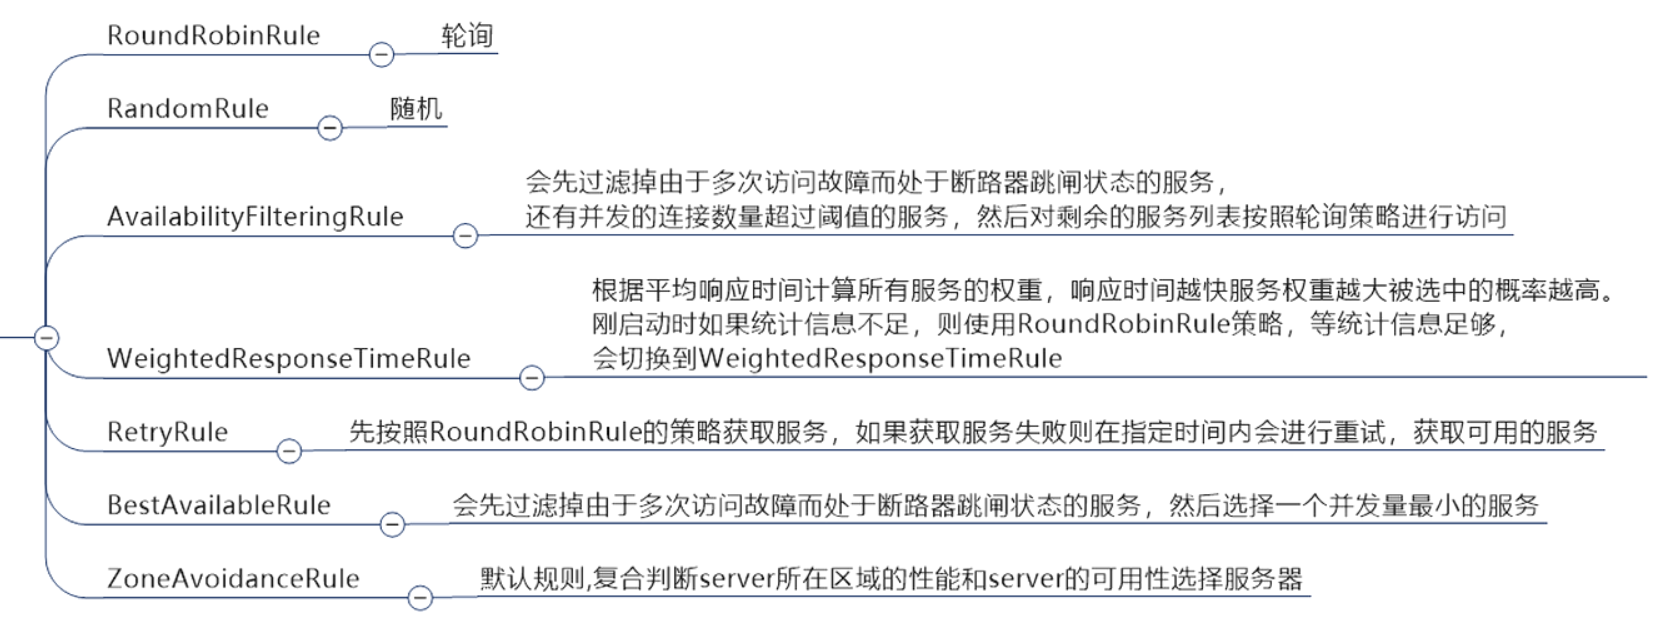 RoundRobinRule
轮询
RandomRule
随机
AvailabilityFilteringRule
会先过滤掉由于多次访问故障而处于断路器跳闸状态的服务，
还有并发的连接数量超过阈值的服务，然后对剩余的服务列表按照轮询策略进行访问
WeightedResponseTimeRule
根据平均响应时间计算所有服务的权重，响应时间越快服务权重越大被选中的概率越高。
刚启动时如果统计信息不足，则使用RoundRobinRule策略，等统计信息足够，
会切换到WeightedResponseTimeRule
RetryRule
先按照RoundRobinRule的策略获取服务，如果获取服务失败则在指定时间内会进行重试，获取可用的服务
BestAvailableRule
会先过滤掉由于多次访问故障而处于断路器跳闸状态的服务，然后选择一个并发量最小的服务
ZoneAvoidanceRule
默认规则,复合判断server所在区域的性能和server的可用性选择服务器